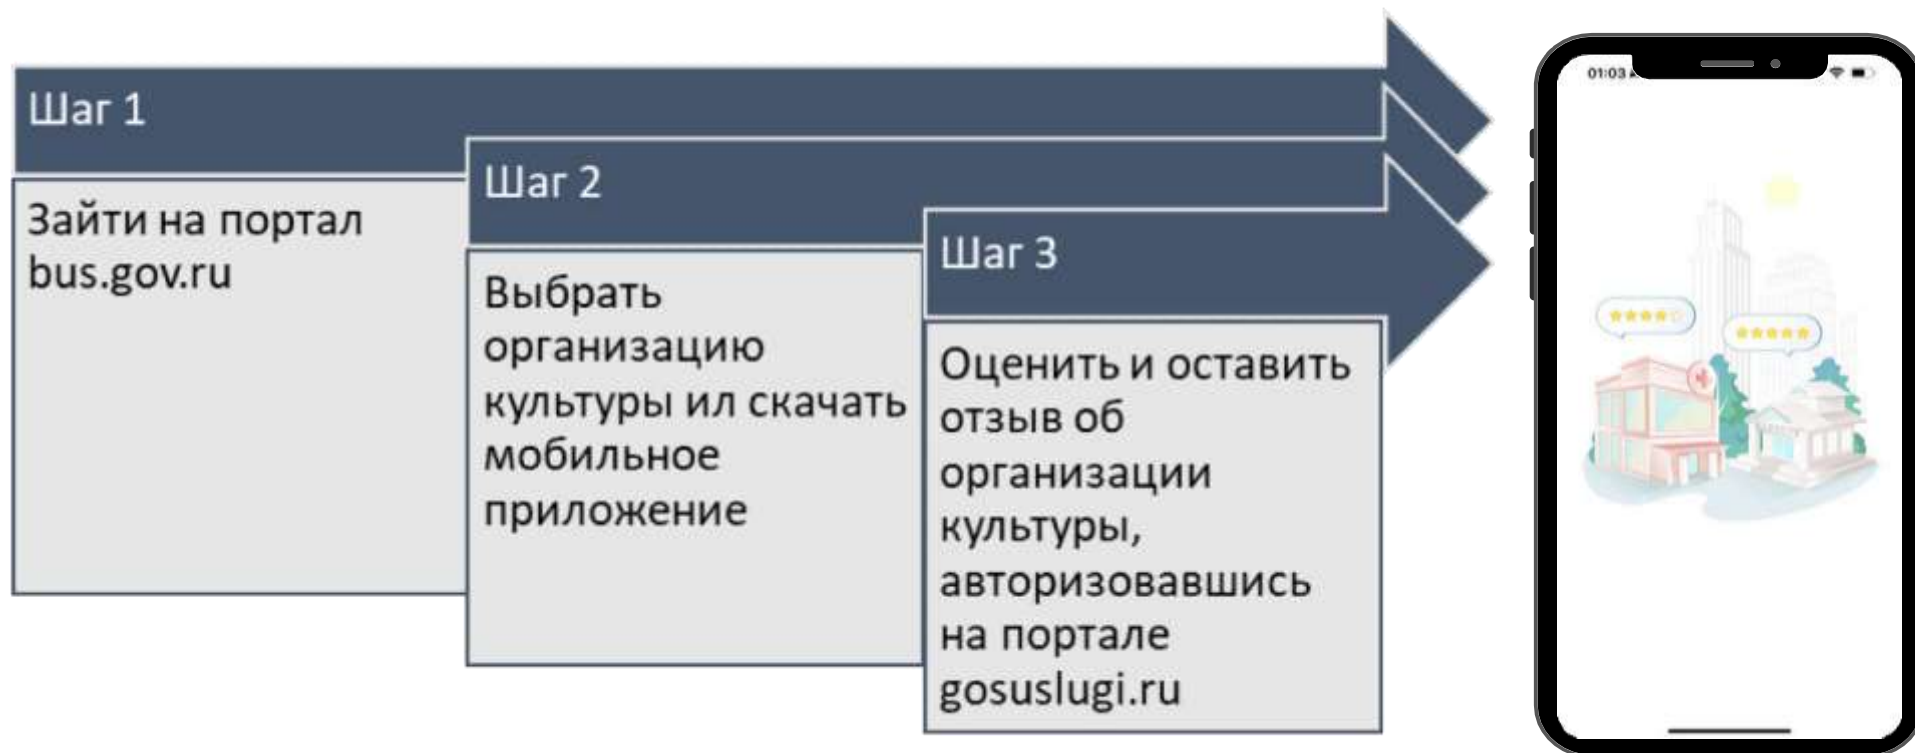 Шаг 1
Зайти на портал
bus.gov.ru
Шаг 2
Выбрать
организацию
культуры ил скачать
мобильное
приложение
Шаг 3
Оценить и оставить
отзыв об
организации
культуры,
авторизовавшись
на портале
gosuslugi.ru
01:03